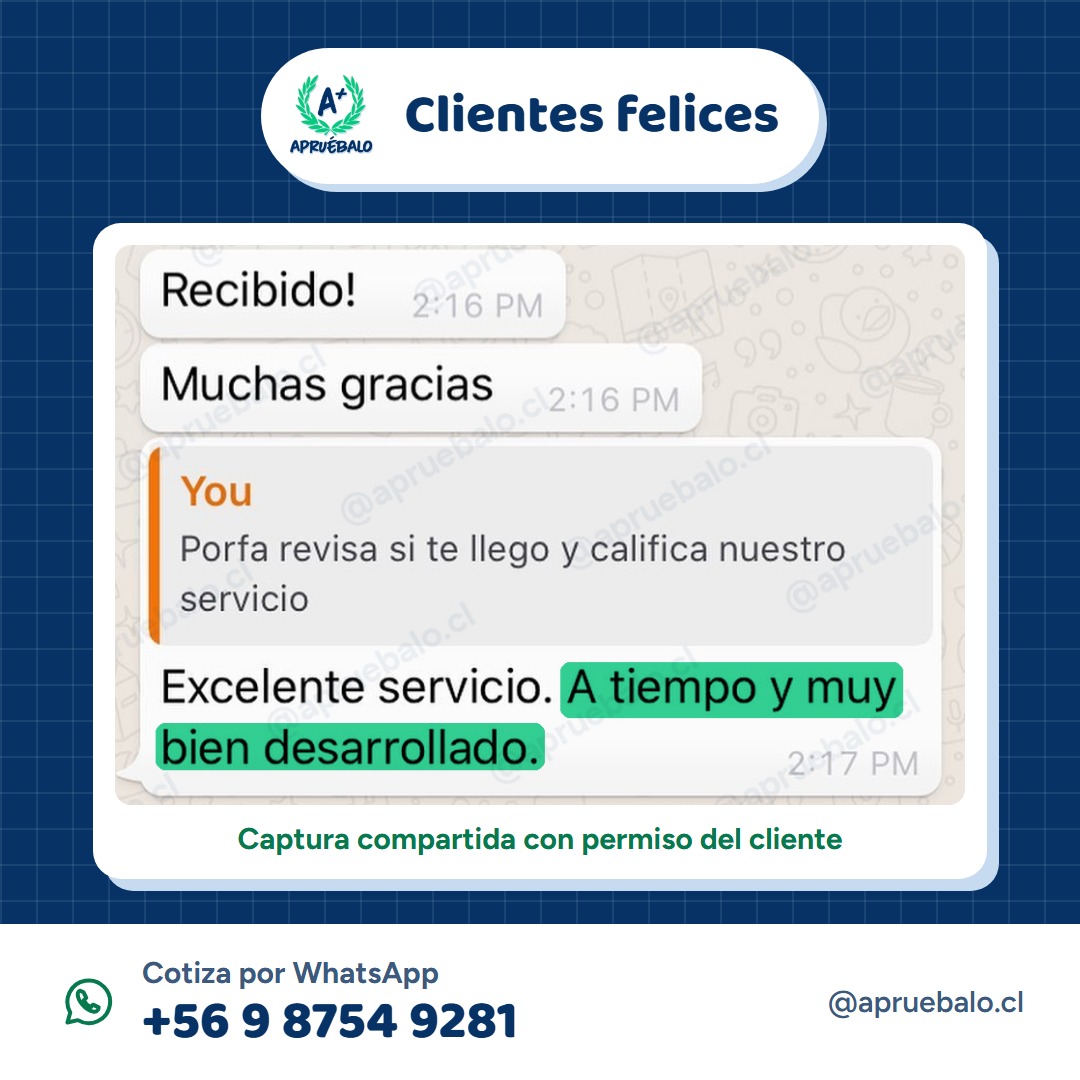 A+
APRUÉBALO
Clientes felices
Recibido!
2:16 PM
Muchas gracias
2:16 PM
You
Porfa revisa si te llego y califica nuestro
servicio
Excelente servicio. A tiempo y muy
bien desarrollado.
2:17 PM
@apruebalo.cl
Captura compartida con permiso del cliente
Cotiza por WhatsApp
+56 9 8754 9281
@apruebalo.cl